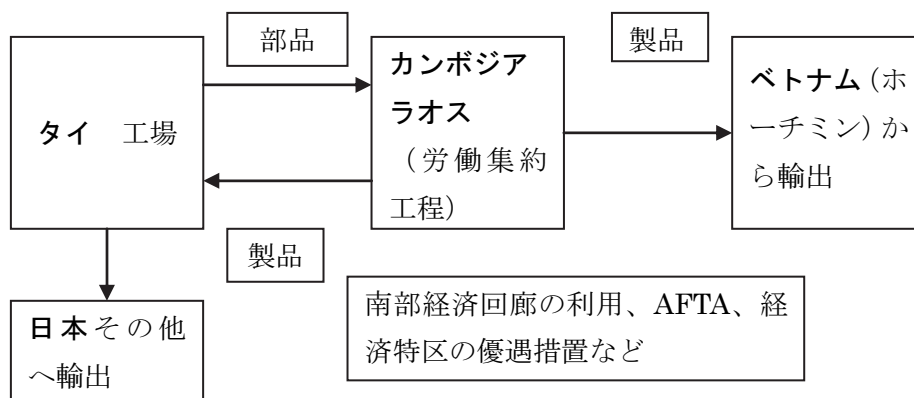 部品
製品
タイ　工場
カンボジア
ラオス
（労働集約
工程）
ベトナム（ホ
ーチミン）か
ら輸出
製品
日本その他
へ輸出
南部経済回廊の利用、AFTA、経
済特区の優遇措置など